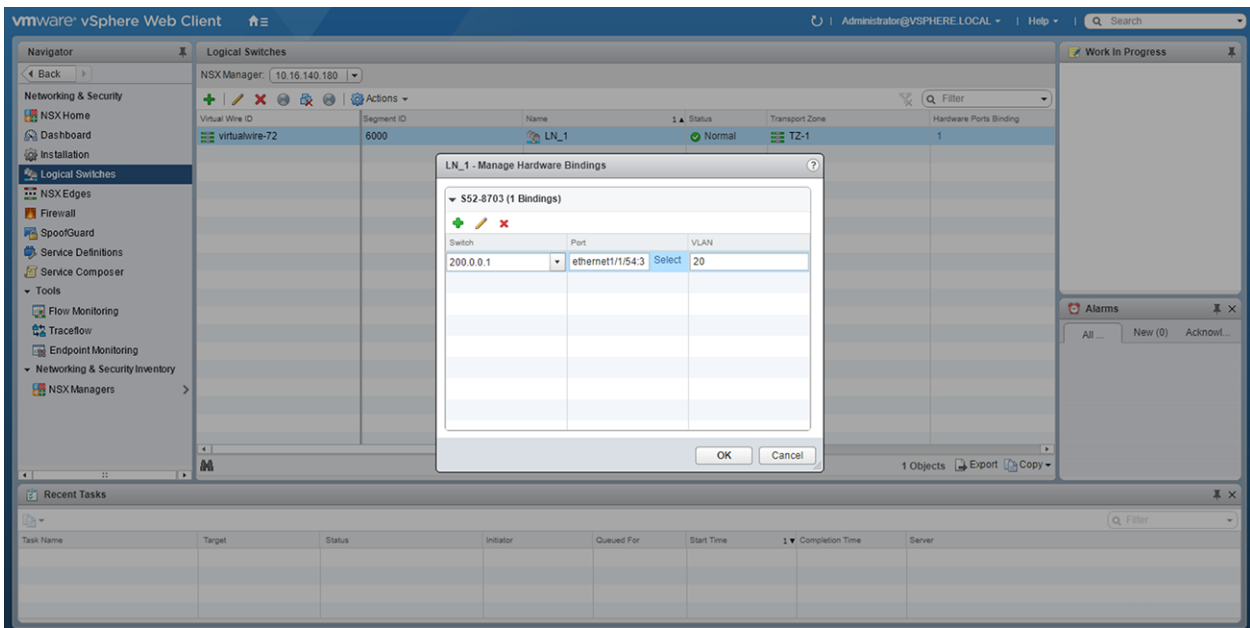 vmware® vSphere Web Client
Administrator@VSPHERE.LOCAL
Help
Search
Navigator
Back
Networking & Security
NSX Home
Dashboard
Installation
Logical Switches
NSX Edges
Firewall
SpoofGuard
Service Definitions
Service Composer
Tools
Flow Monitoring
Traceflow
Endpoint Monitoring
Networking & Security Inventory
NSX Managers
Logical Switches
NSX Manager: 10.16.140.180
Actions
Filter
Virtual Wire ID Segment ID Name 1 Status Transport Zone Hardware Ports Binding
virtualwire-72 6000 LN_1 Normal TZ-1 1
LN_1 - Manage Hardware Bindings ?
S52-8703 (1 Bindings)
Switch Port VLAN
200.0.0.1 ethernet1/1/54:3 Select 20
OK Cancel
1 Objects Export Copy
Work In Progress
Alarms
All ... New (0) Acknowl...
Recent Tasks
Filter
Task Name Target Status Initiator Queued For Start Time 1 Completion Time Server